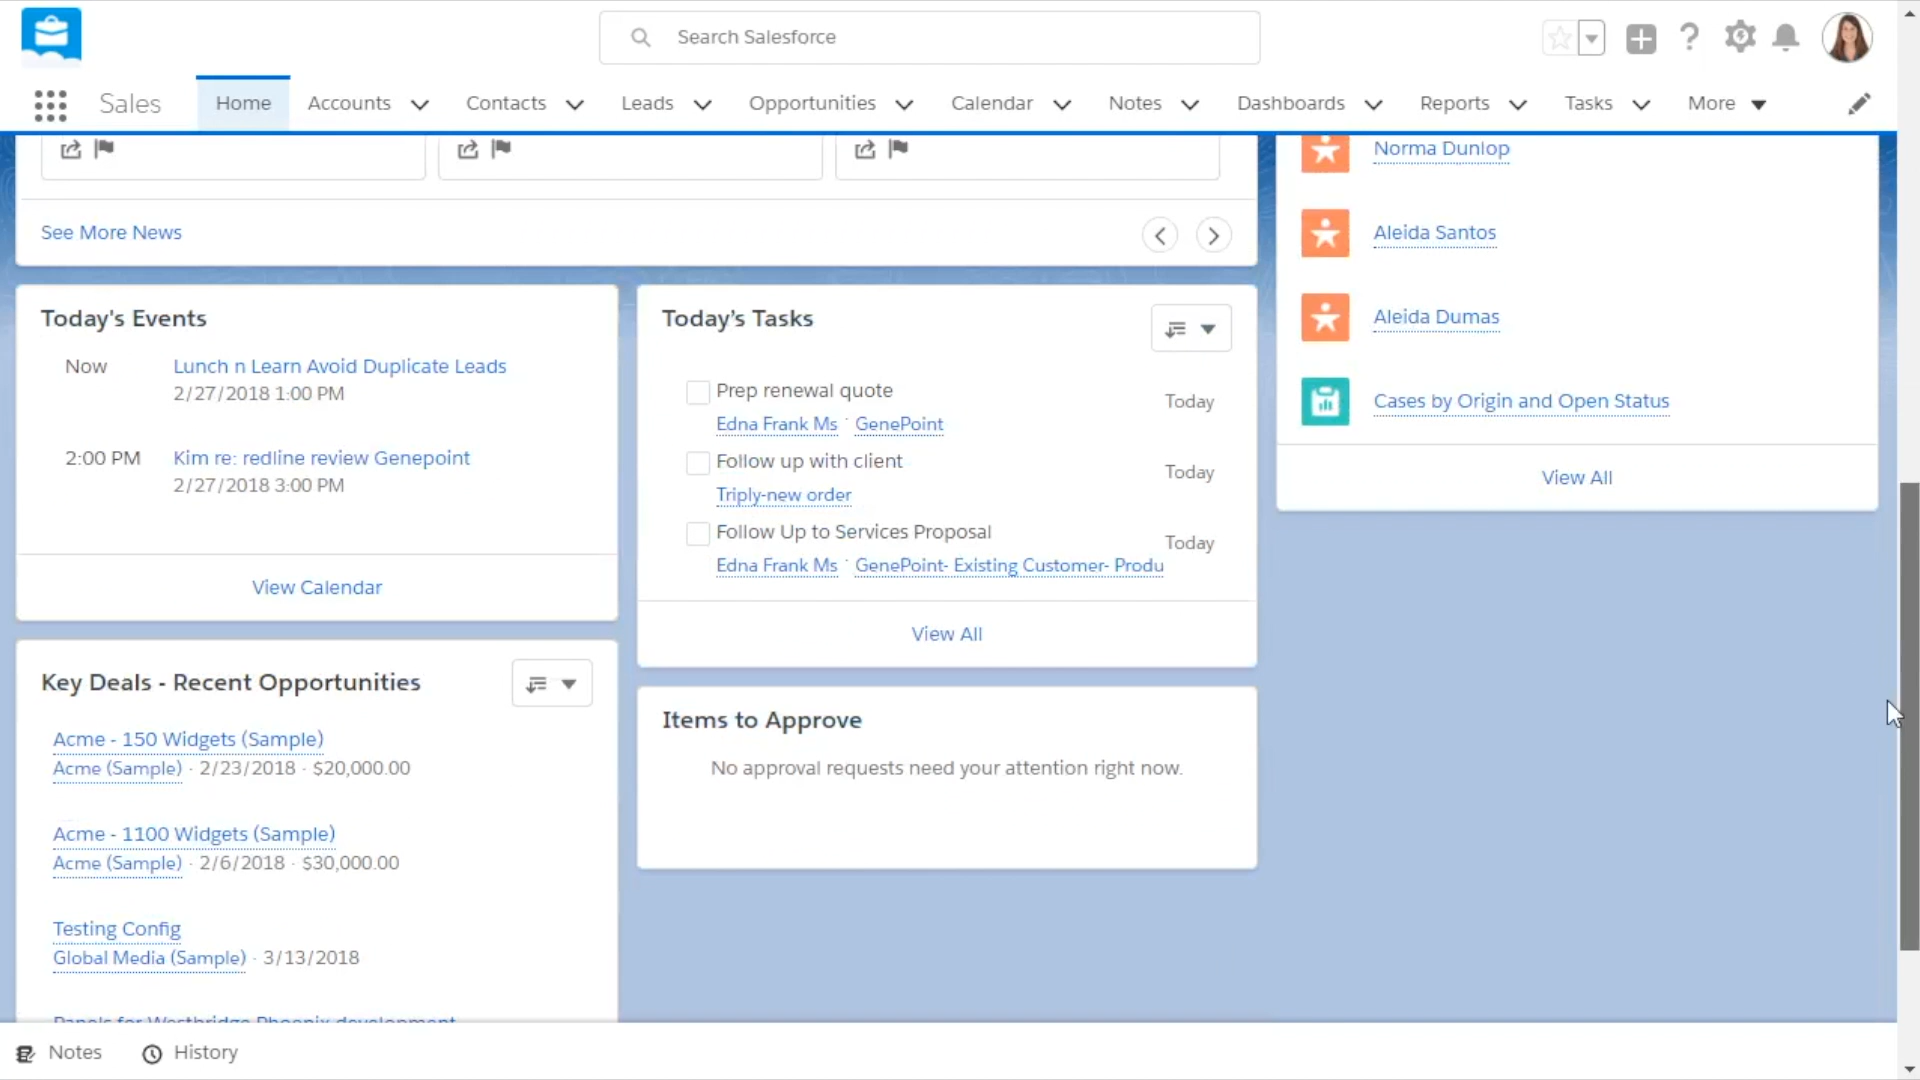 Search Salesforce
Sales
Home
Accounts
Contacts
Leads
Opportunities
Calendar
Notes
Dashboards
Reports
Tasks
More
See More News
Norma Dunlop
Aleida Santos
Aleida Dumas
Cases by Origin and Open Status
View All
Today's Events
Now
Lunch n Learn Avoid Duplicate Leads
2/27/2018 1:00 PM
2:00 PM
Kim re: redline review Genepoint
2/27/2018 3:00 PM
View Calendar
Today's Tasks
Prep renewal quote
Today
Edna Frank Ms · GenePoint
Follow up with client
Today
Triply-new order
Follow Up to Services Proposal
Today
Edna Frank Ms · GenePoint- Existing Customer- Produ
View All
Key Deals - Recent Opportunities
Acme - 150 Widgets (Sample)
Acme (Sample) · 2/23/2018 · $20,000.00
Acme - 1100 Widgets (Sample)
Acme (Sample) · 2/6/2018 · $30,000.00
Testing Config
Global Media (Sample) · 3/13/2018
Panels for Westbridge Phoenix development
Items to Approve
No approval requests need your attention right now.
Notes
History